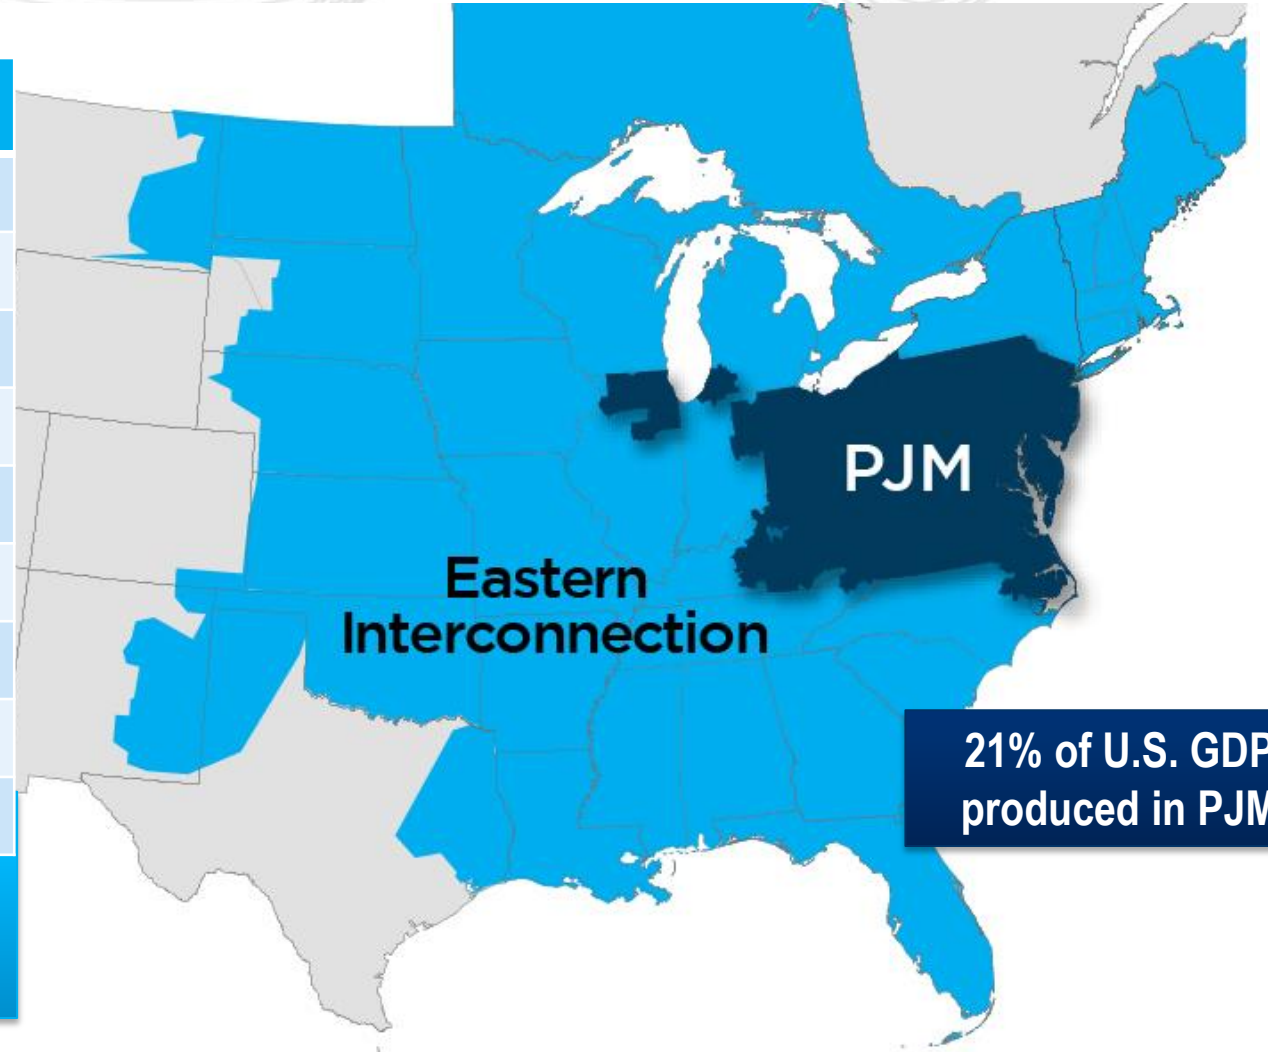 PJM
Eastern
Interconnection
21% of U.S. GDP
produced in PJM